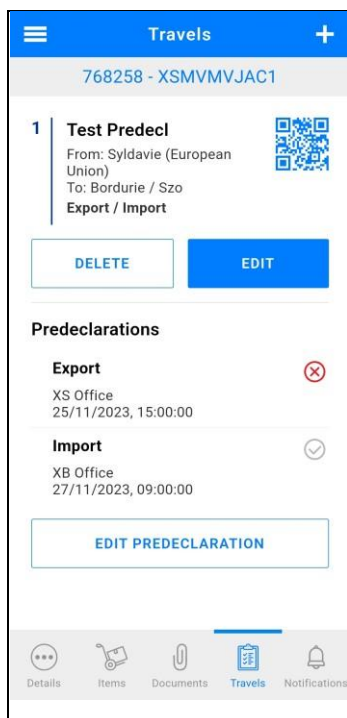 Travels
768258 - XSMVMVJAC1
1
Test Predecl
From: Syldavie (European
Union)
To: Bordurie / Szo
Export / Import
DELETE
EDIT
Predeclarations
Export
XS Office
25/11/2023, 15:00:00
Import
XB Office
27/11/2023, 09:00:00
EDIT PREDECLARATION
Details
Items
Documents
Travels
Notifications